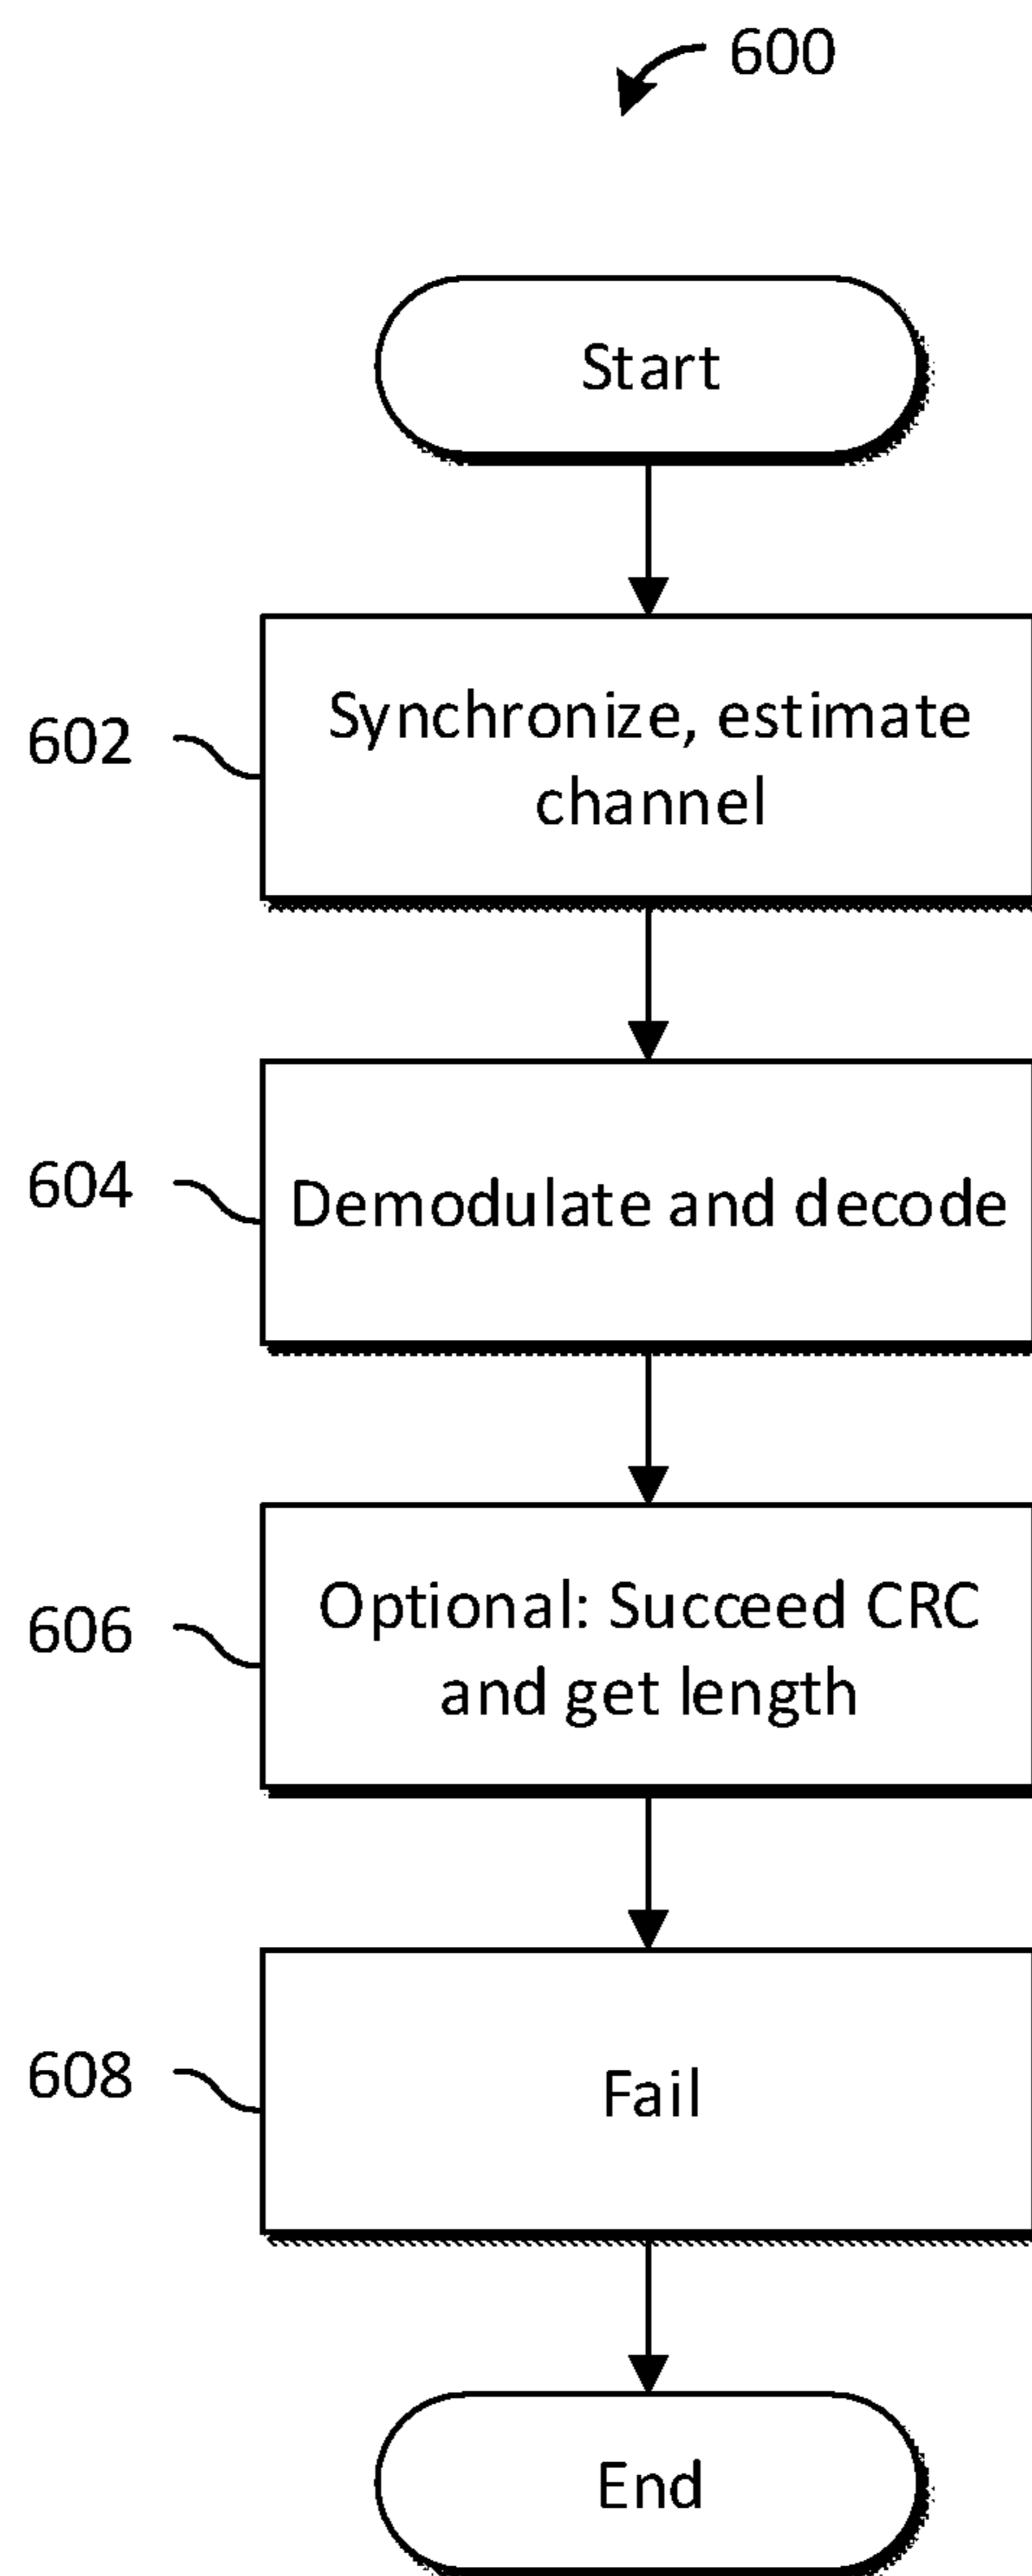 600
Start
602
Synchronize, estimate
channel
604
Demodulate and decode
606
Optional: Succeed CRC
and get length
608
Fail
End